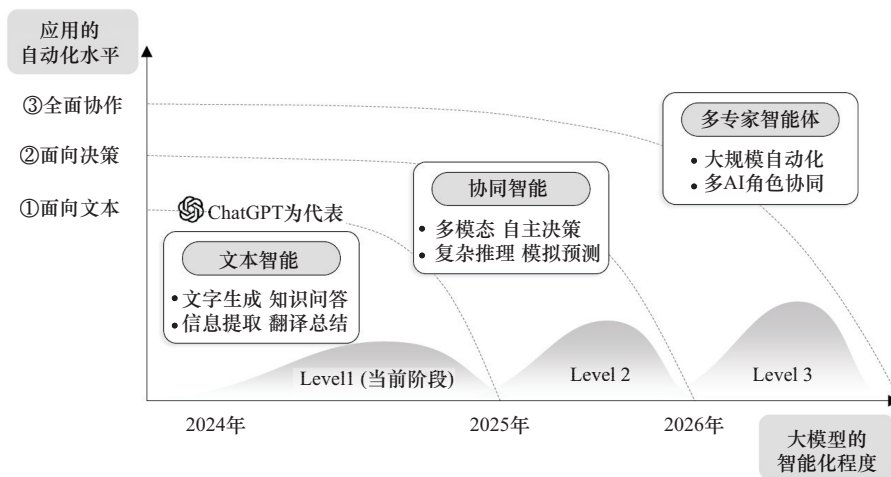 应用的
自动化水平
③全面协作
②面向决策
①面向文本
ChatGPT为代表
文本智能
•文字生成 知识问答
•信息提取 翻译总结
协同智能
•多模态 自主决策
•复杂推理 模拟预测
多专家智能体
•大规模自动化
•多AI角色协同
Level1 (当前阶段)
Level 2
Level 3
2024年
2025年
2026年
大模型的
智能化程度